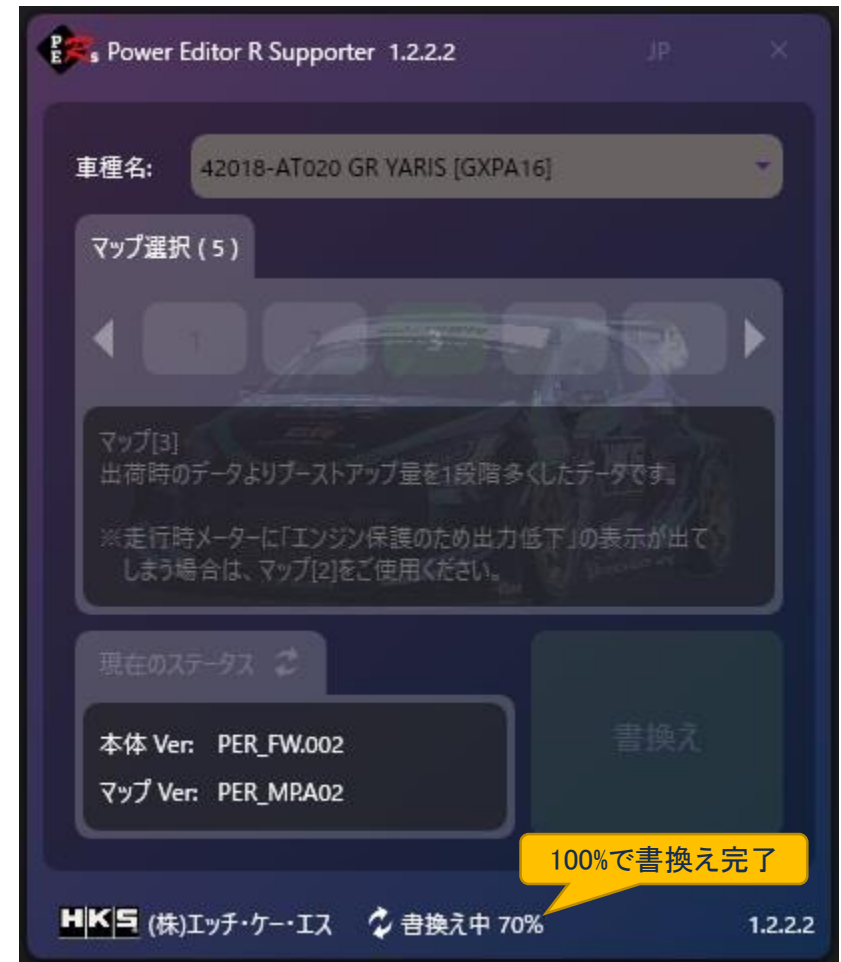 PERs Power Editor R Supporter 1.2.2.2 JP ×
車種名: 42018-AT020 GR YARIS [GXPA16]
マップ選択 ( 5 )
1 2 3
マップ[3]
出荷時のデータよりブーストアップ量を1段階多くしたデータです。
※走行時メーターに「エンジン保護のため出力低下」の表示が出て
しまう場合は、マップ[2]をご使用ください。
現在のステータス
書換え
本体 Ver: PER_FW.002
マップ Ver: PER_MP.A02
100%で書換え完了
HKS (株)エッチ・ケー・エス 書換え中 70% 1.2.2.2